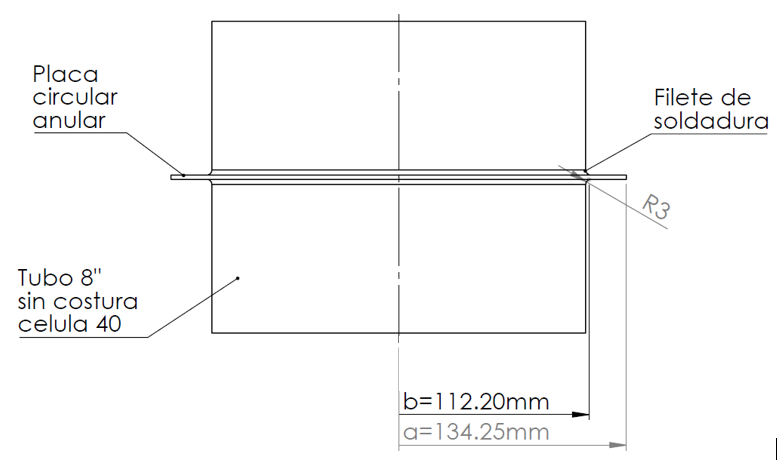 Placa
circular
anular
Filete de
soldadura
R3
Tubo 8"
sin costura
celula 40
b=112.20mm
a=134.25mm